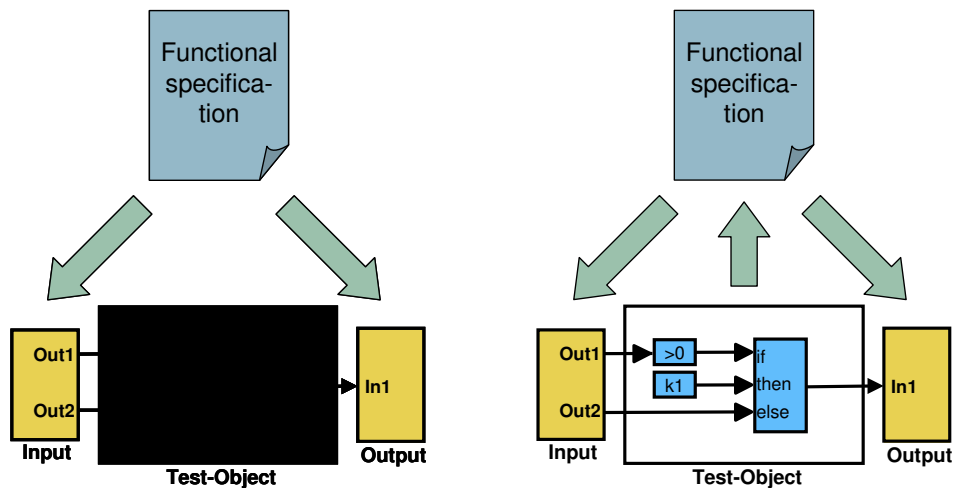 Functional
specifica-
tion
Out1
Out2
Input
In1
Output
Test-Object
Functional
specifica-
tion
Out1
Out2
Input
>0
k1
if
then
else
In1
Output
Test-Object